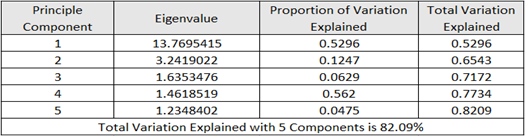 Principle Component Eigenvalue Proportion of Variation Explained Total Variation Explained
1 13.7695415 0.5296 0.5296
2 3.2419022 0.1247 0.6543
3 1.6353476 0.0629 0.7172
4 1.4618519 0.562 0.7734
5 1.2348402 0.0475 0.8209
Total Variation Explained with 5 Components is 82.09%